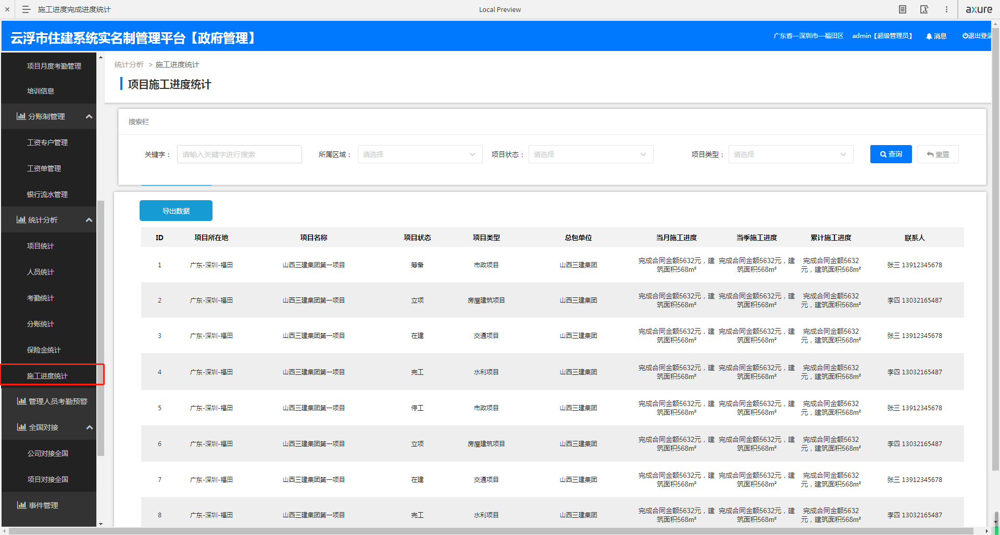 施工进度完成进度统计
Local Preview
axure
云浮市住建系统实名制管理平台【政府管理】
广东省—深圳市—福田区 admin【超级管理员】 消息 退出登录
项目月度考勤管理
培训信息
分账制管理
工资专户管理
工资单管理
银行流水管理
统计分析
项目统计
人员统计
考勤统计
分账统计
保险金统计
施工进度统计
管理人员考勤预警
全国对接
公司对接全国
项目对接全国
事件管理
统计分析 > 施工进度统计
项目施工进度统计
搜索栏
关键字： 请输入关键字进行搜索 所属区域： 请选择 项目状态： 请选择 项目类型： 请选择 查询 重置
导出数据
ID 项目所在地 项目名称 项目状态 项目类型 总包单位 当月施工进度 当季施工进度 累计施工进度 联系人
1 广东-深圳-福田 山西三建集团第一项目 筹备 市政项目 山西三建集团 完成合同金额5632元，建筑面积568m² 完成合同金额5632元，建筑面积568m² 完成合同金额5632元，建筑面积568m² 张三 13912345678
2 广东-深圳-福田 山西三建集团第一项目 立项 房屋建筑项目 山西三建集团 完成合同金额5632元，建筑面积568m² 完成合同金额5632元，建筑面积568m² 完成合同金额5632元，建筑面积568m² 李四 13032165487
3 广东-深圳-福田 山西三建集团第一项目 在建 交通项目 山西三建集团 完成合同金额5632元，建筑面积568m² 完成合同金额5632元，建筑面积568m² 完成合同金额5632元，建筑面积568m² 张三 13912345678
4 广东-深圳-福田 山西三建集团第一项目 完工 水利项目 山西三建集团 完成合同金额5632元，建筑面积568m² 完成合同金额5632元，建筑面积568m² 完成合同金额5632元，建筑面积568m² 李四 13032165487
5 广东-深圳-福田 山西三建集团第一项目 停工 市政项目 山西三建集团 完成合同金额5632元，建筑面积568m² 完成合同金额5632元，建筑面积568m² 完成合同金额5632元，建筑面积568m² 张三 13912345678
6 广东-深圳-福田 山西三建集团第一项目 立项 房屋建筑项目 山西三建集团 完成合同金额5632元，建筑面积568m² 完成合同金额5632元，建筑面积568m² 完成合同金额5632元，建筑面积568m² 李四 13032165487
7 广东-深圳-福田 山西三建集团第一项目 在建 交通项目 山西三建集团 完成合同金额5632元，建筑面积568m² 完成合同金额5632元，建筑面积568m² 完成合同金额5632元，建筑面积568m² 张三 13912345678
8 广东-深圳-福田 山西三建集团第一项目 完工 水利项目 山西三建集团 完成合同金额5632元，建筑面积568m² 完成合同金额5632元，建筑面积568m² 完成合同金额5632元，建筑面积568m² 李四 13032165487